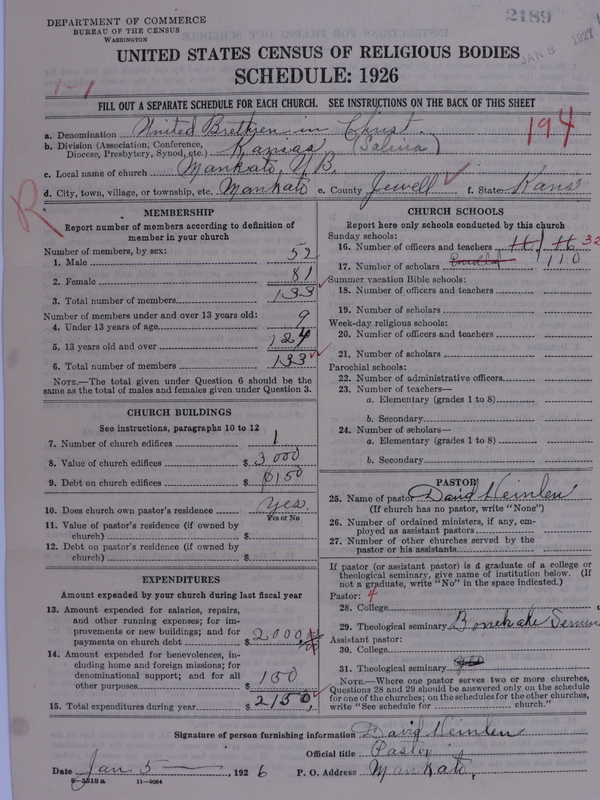 DEPARTMENT OF COMMERCE
BUREAU OF THE CENSUS
WASHINGTON
2189
JAN 8 1927
UNITED STATES CENSUS OF RELIGIOUS BODIES
SCHEDULE: 1926
1-1
FILL OUT A SEPARATE SCHEDULE FOR EACH CHURCH. SEE INSTRUCTIONS ON THE BACK OF THIS SHEET
194
a. Denomination United Brethren in Christ.
b. Division (Association, Conference, Diocese, Presbytery, Synod, etc.) Kansas (Salina)
c. Local name of church Mankato, U.B.
d. City, town, village, or township, etc. Mankato e. County Jewell f. State Kans
R
MEMBERSHIP
Report number of members according to definition of
member in your church
Number of members, by sex:
1. Male 52
2. Female 81
3. Total number of members 133
Number of members under and over 13 years old:
4. Under 13 years of age 9
5. 13 years old and over 124
6. Total number of members 133
NOTE.—The total given under Question 6 should be the
same as the total of males and females given under Question 3.
CHURCH BUILDINGS
See instructions, paragraphs 10 to 12
7. Number of church edifices 1
8. Value of church edifices $ 3000
9. Debt on church edifices $ 150
10. Does church own pastor's residence Yes
Yes or No
11. Value of pastor's residence (if owned by
church) $
12. Debt on pastor's residence (if owned by
church) $
EXPENDITURES
Amount expended by your church during last fiscal year
13. Amount expended for salaries, repairs,
and other running expenses; for im-
provements or new buildings; and for
payments on church debt $ 2000.
14. Amount expended for benevolences, in-
cluding home and foreign missions; for
denominational support; and for all
other purposes 150
15. Total expenditures during year $ 2150.
CHURCH SCHOOLS
Report here only schools conducted by this church
Sunday schools:
16. Number of officers and teachers 16 / 16 32
17. Number of scholars Enrolled 110
Summer vacation Bible schools:
18. Number of officers and teachers
19. Number of scholars
Week-day religious schools:
20. Number of officers and teachers
21. Number of scholars
Parochial schools:
22. Number of administrative officers
23. Number of teachers—
a. Elementary (grades 1 to 8)
b. Secondary
24. Number of scholars—
a. Elementary (grades 1 to 8)
b. Secondary
PASTOR
25. Name of pastor David Heinlen
(If church has no pastor, write "None")
26. Number of ordained ministers, if any, em-
ployed as assistant pastors
27. Number of other churches served by the
pastor or his assistants
If pastor (or assistant pastor) is a graduate of a college or
theological seminary, give name of institution below. (If
not a graduate, write "No" in the space indicated.)
Pastor: 4
28. College
29. Theological seminary Bonebrake
Assistant pastor:
30. College
31. Theological seminary
NOTE.—Where one pastor serves two or more churches,
Questions 28 and 29 should be answered only on the schedule
for one of the churches; on the schedules for the other churches,
write "See schedule for church."
Signature of person furnishing information David Heinlen
Official title Pastor
Date Jan 5 1926 P. O. Address Mankato,
8-5518a 11-9054